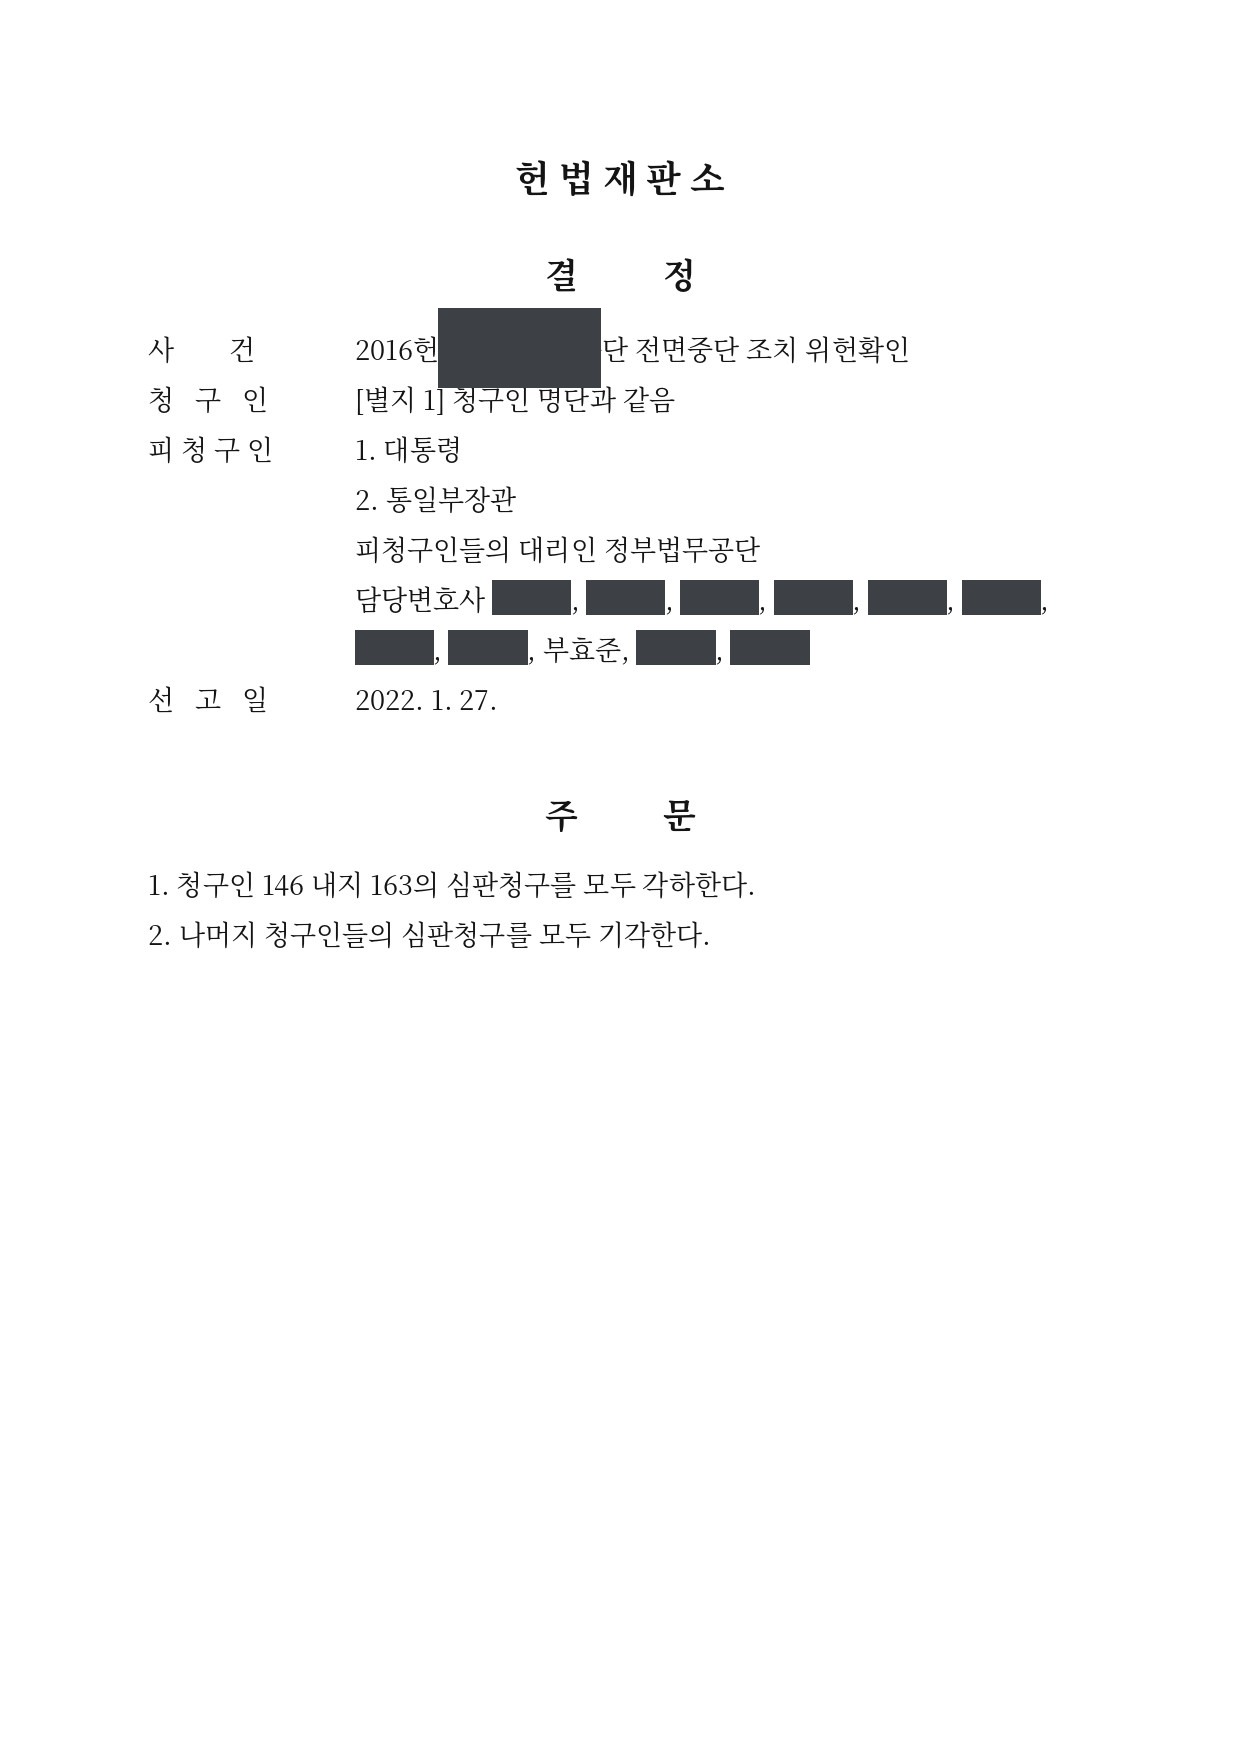 헌법재판소
결 정
사 건 2016헌 단 전면중단 조치 위헌확인
청 구 인 [별지 1] 청구인 명단과 같음
피 청 구 인 1. 대통령
2. 통일부장관
피청구인들의 대리인 정부법무공단
담당변호사 , , , , , ,
, , 부효준, ,
선 고 일 2022. 1. 27.
주 문
1. 청구인 146 내지 163의 심판청구를 모두 각하한다.
2. 나머지 청구인들의 심판청구를 모두 기각한다.